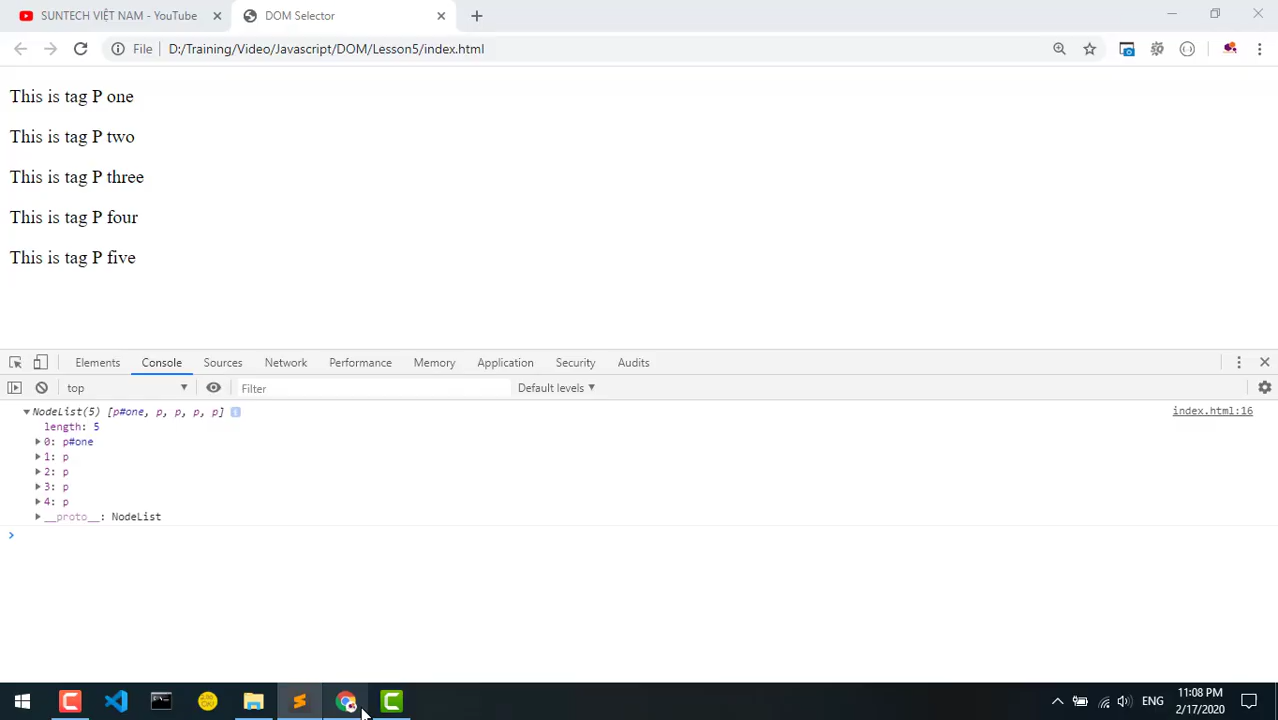 SUNTECH VIỆT NAM - YouTube
DOM Selector
File
D:/Training/Video/Javascript/DOM/Lesson5/index.html
This is tag P one
This is tag P two
This is tag P three
This is tag P four
This is tag P five
Elements Console Sources Network Performance Memory Application Security Audits
top Filter Default levels
NodeList(5) [p#one, p, p, p, p] index.html:16
length: 5
0: p#one
1: p
2: p
3: p
4: p
__proto__: NodeList
ENG
11:08 PM
2/17/2020